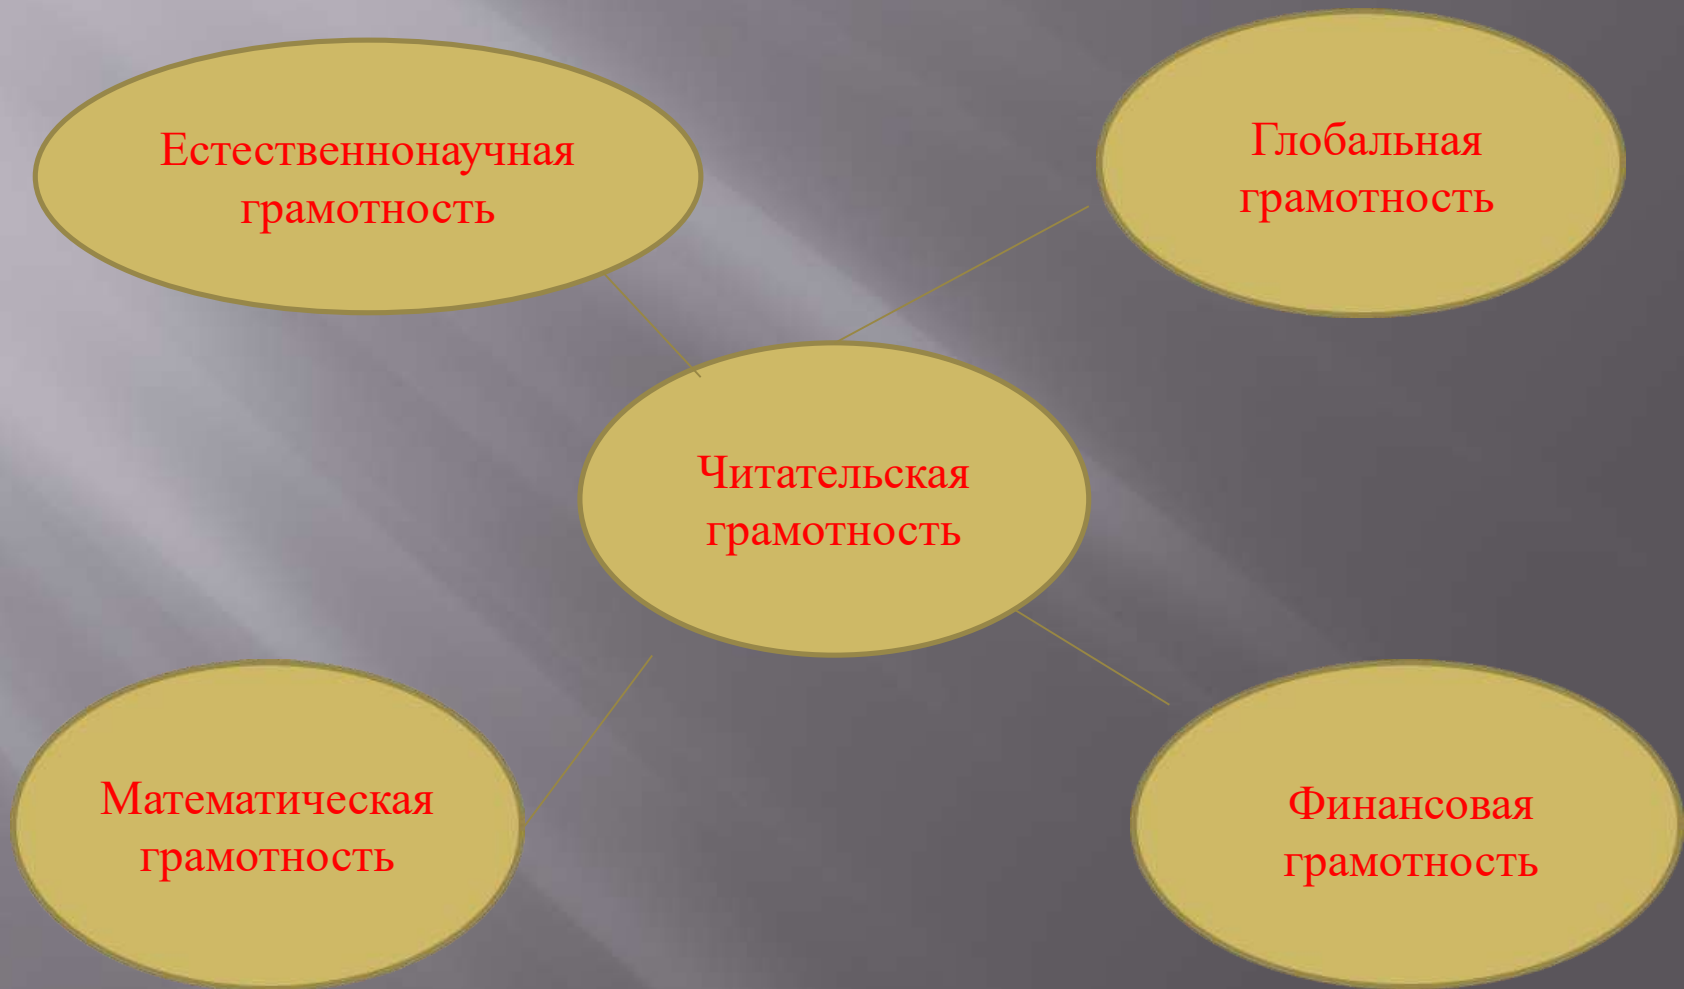 Естественнонаучная
грамотность
Глобальная
грамотность
Читательская
грамотность
Математическая
грамотность
Финансовая
грамотность